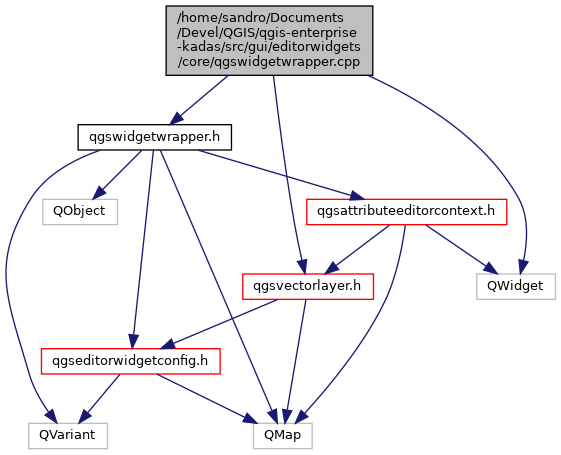 /home/sandro/Documents
/Devel/QGIS/qgis-enterprise
-kadas/src/gui/editorwidgets
/core/qgswidgetwrapper.cpp
qgswidgetwrapper.h
QObject
qgsattributeeditorcontext.h
qgsvectorlayer.h
QWidget
qgseditorwidgetconfig.h
QVariant
QMap